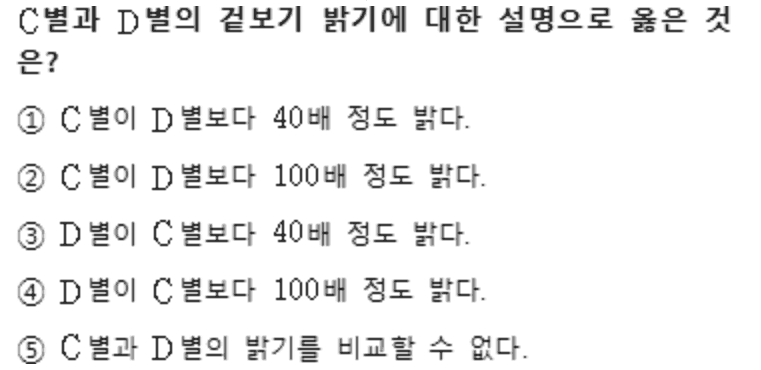 C별과 D별의 겉보기 밝기에 대한 설명으로 옳은 것
은?
① C별이 D별보다 40배 정도 밝다.
② C별이 D별보다 100배 정도 밝다.
③ D별이 C별보다 40배 정도 밝다.
④ D별이 C별보다 100배 정도 밝다.
⑤ C별과 D별의 밝기를 비교할 수 없다.